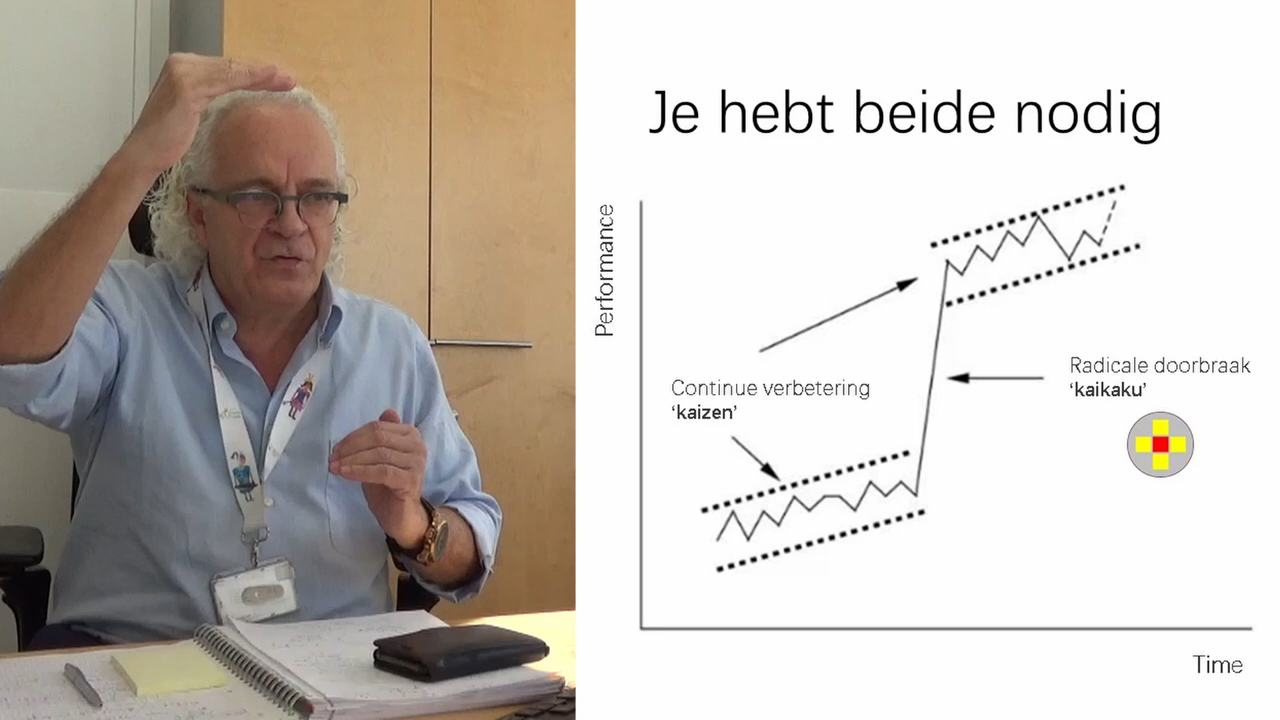 Je hebt beide nodig
Performance
Continue verbetering
‘kaizen’
Radicale doorbraak
‘kaikaku’
Time